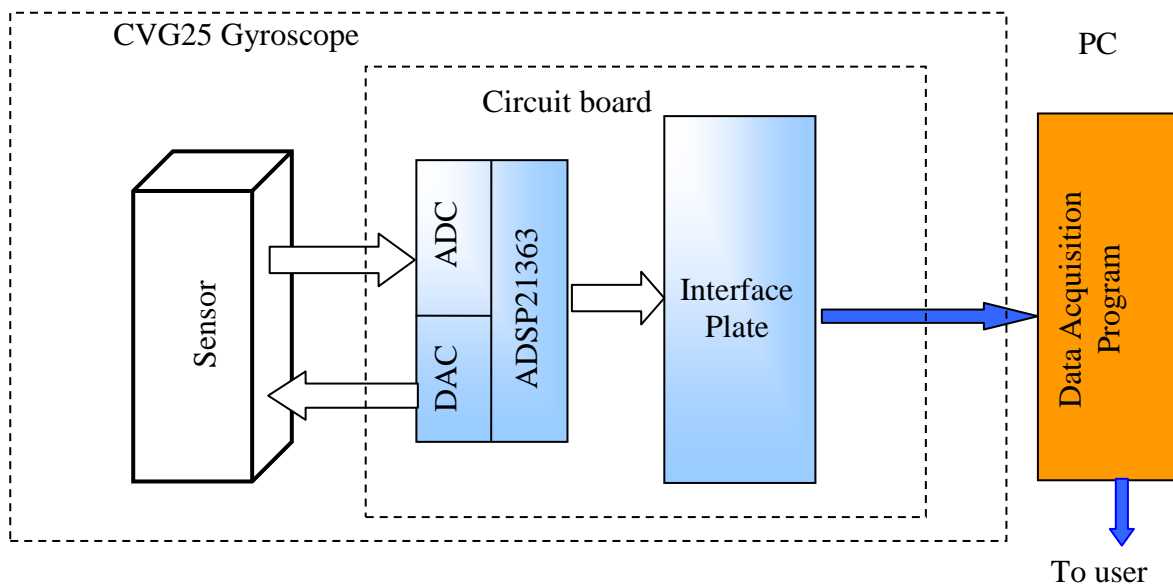 CVG25 Gyroscope
PC
Circuit board
Sensor
ADC
DAC
ADSP21363
Interface
Plate
Data Acquisition
Program
To user